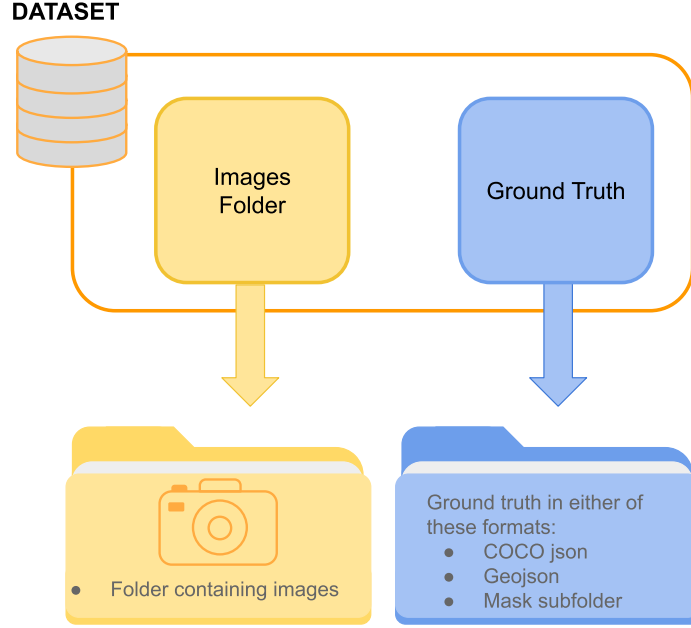 DATASET
Images
Folder
Ground Truth
● Folder containing images
Ground truth in either of
these formats:
● COCO json
● Geojson
● Mask subfolder